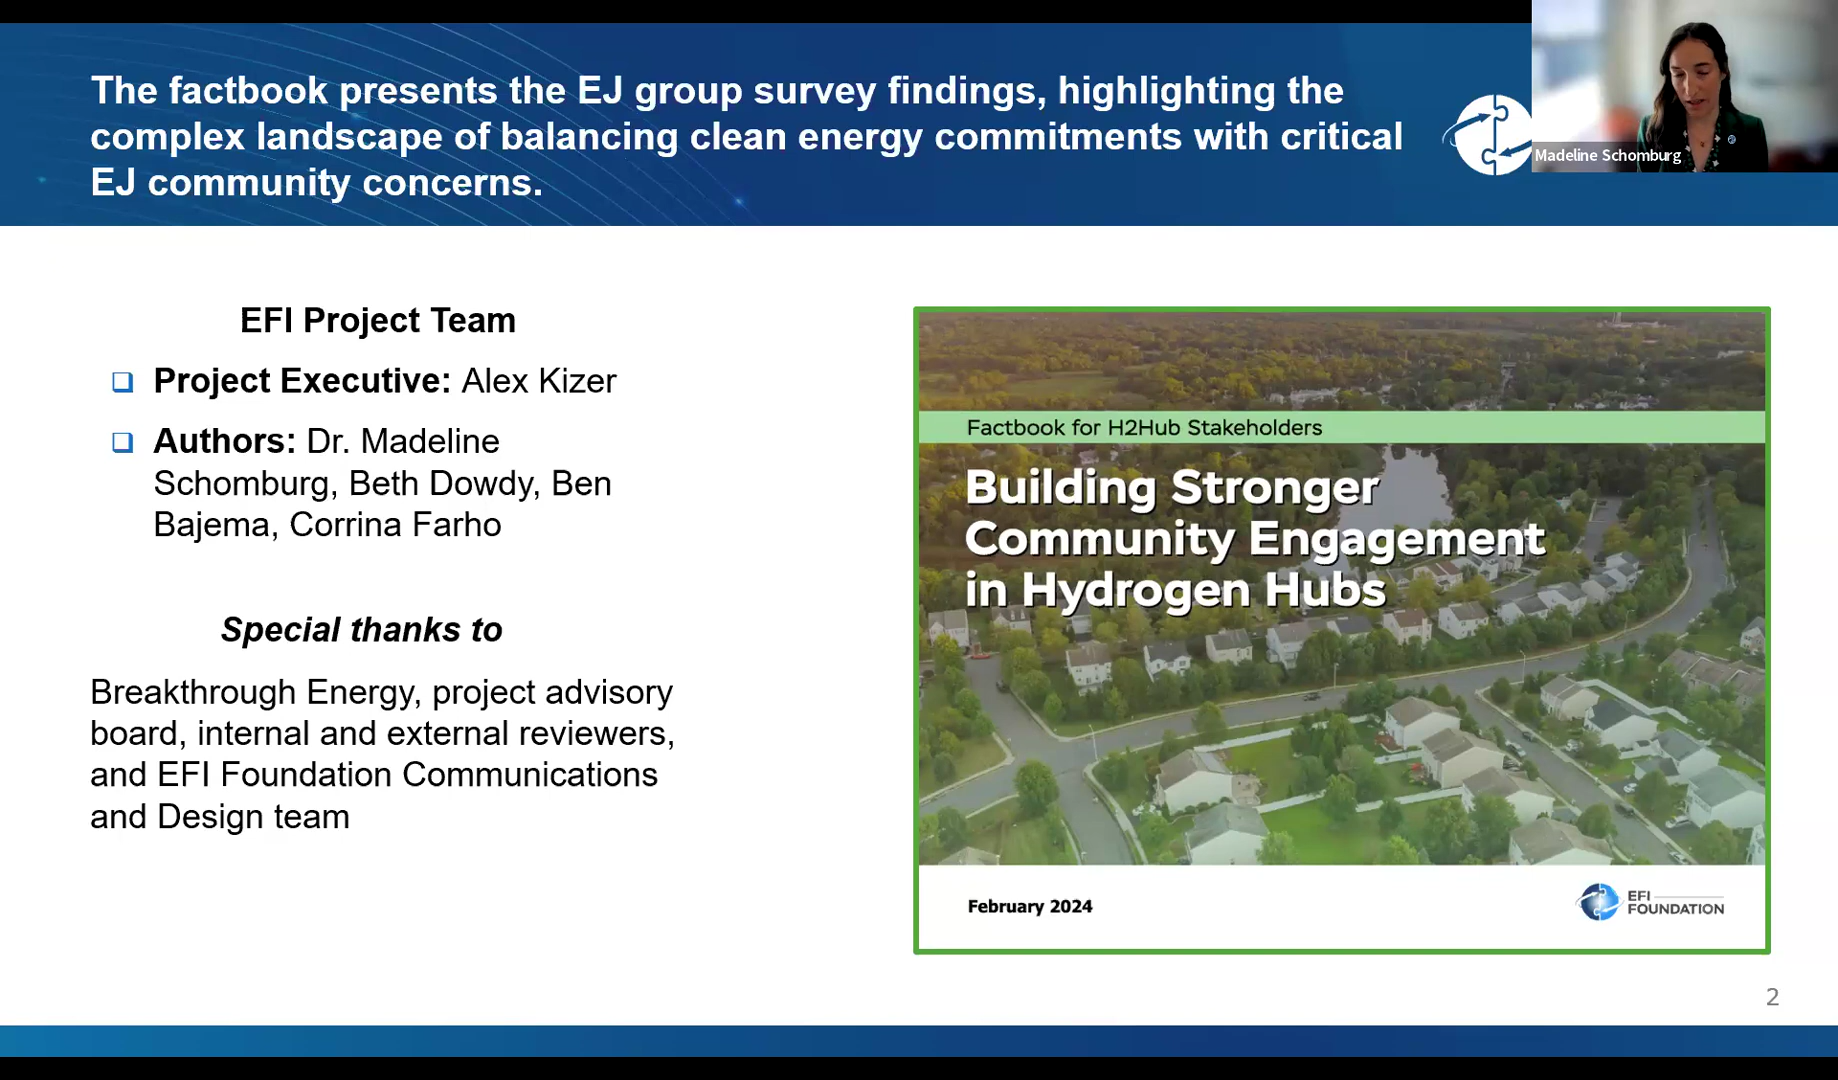 The factbook presents the EJ group survey findings, highlighting the
complex landscape of balancing clean energy commitments with critical
EJ community concerns.
Madeline Schomburg
EFI Project Team
❑ Project Executive: Alex Kizer
❑ Authors: Dr. Madeline
Schomburg, Beth Dowdy, Ben
Bajema, Corrina Farho
Special thanks to
Breakthrough Energy, project advisory
board, internal and external reviewers,
and EFI Foundation Communications
and Design team
Factbook for H2Hub Stakeholders
Building Stronger
Community Engagement
in Hydrogen Hubs
February 2024
EFI
FOUNDATION
2